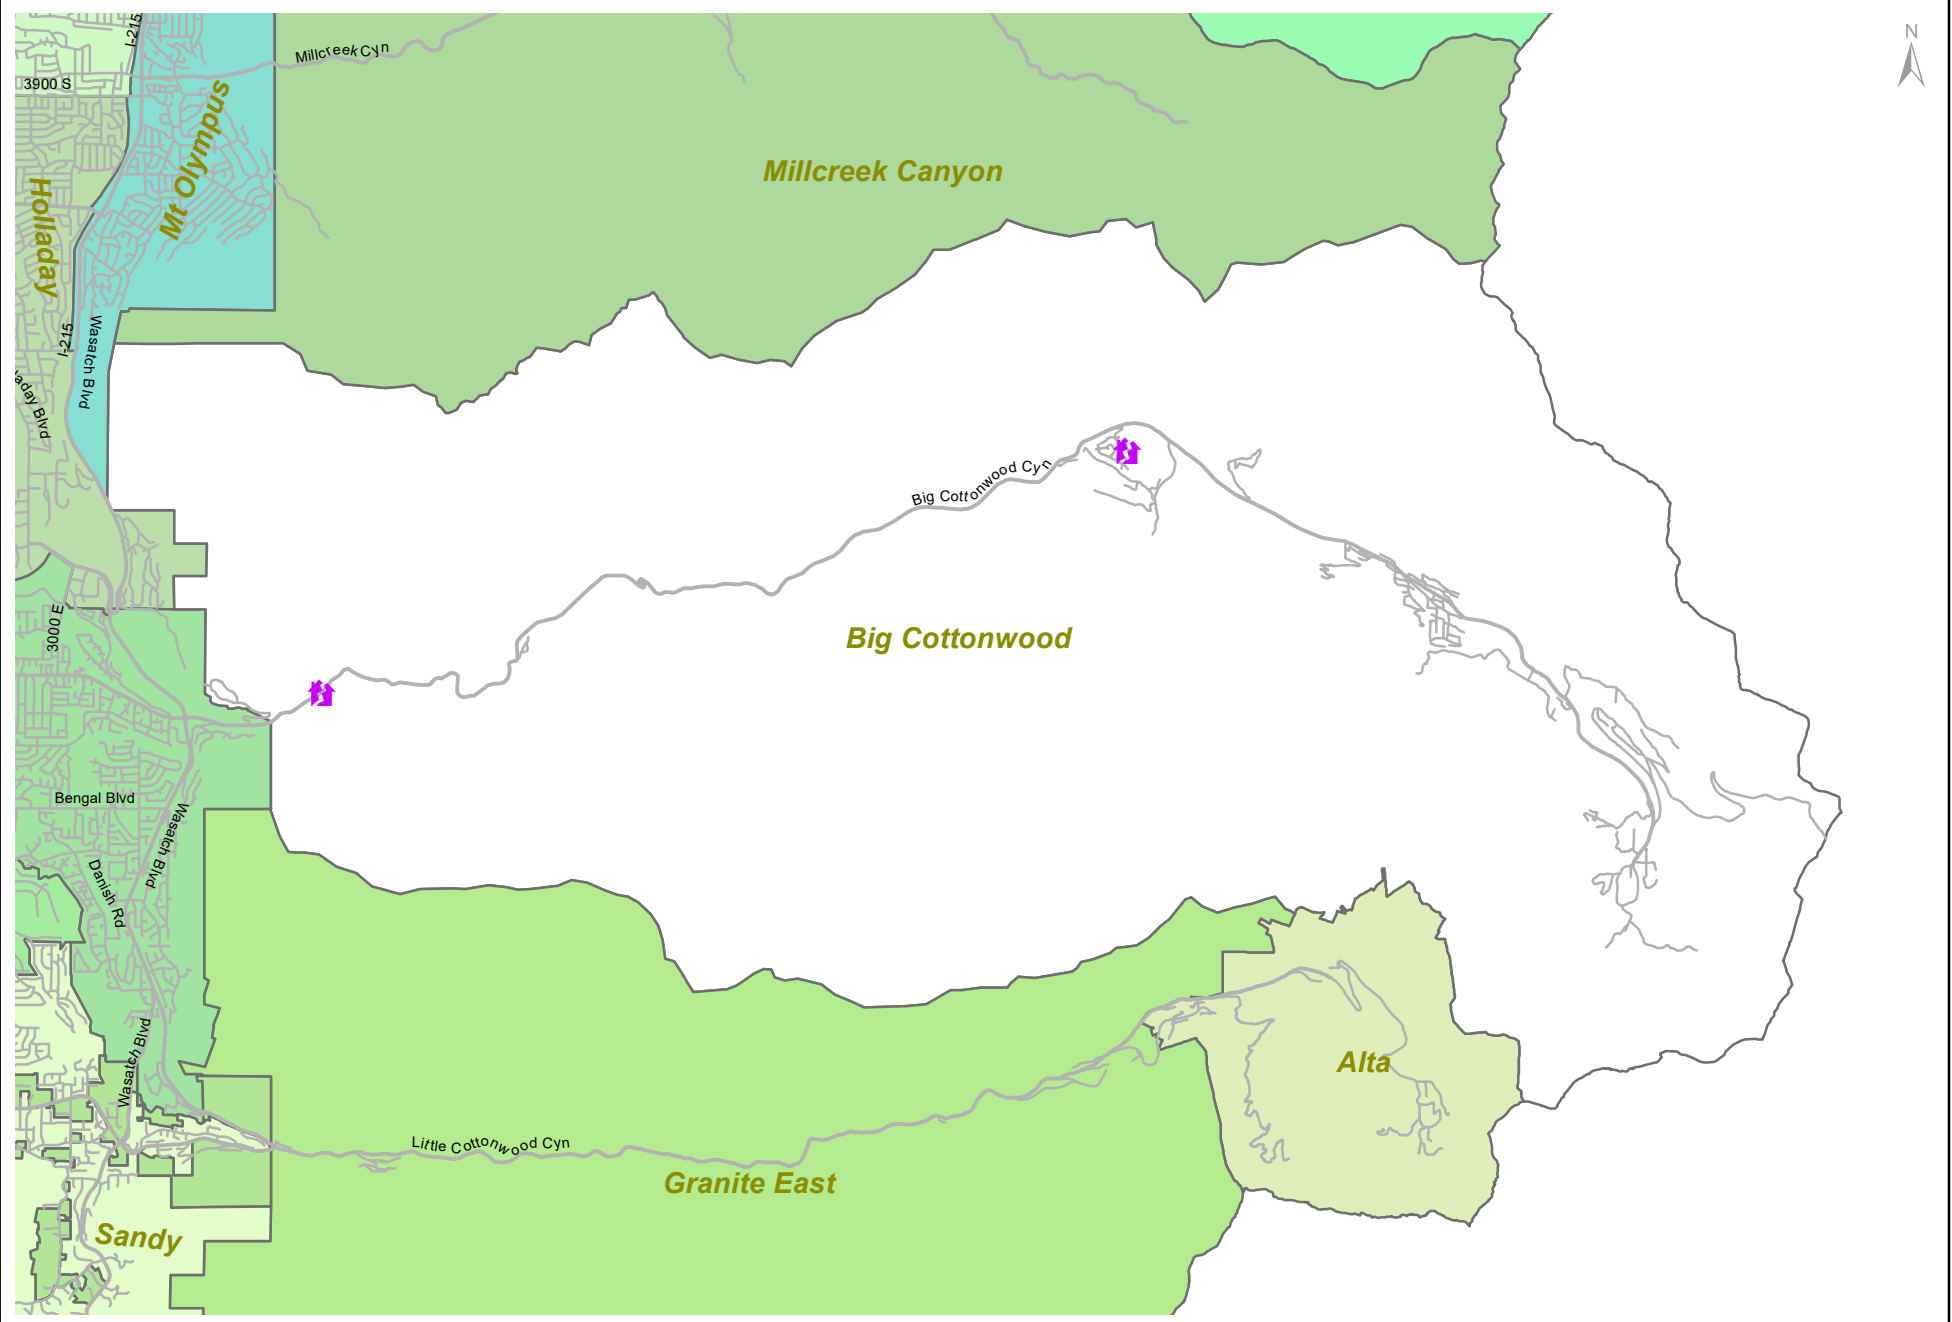 I-215
N
Millcreek Cyn
3900 S
Mt Olympus
Millcreek Canyon
Holladay
Wasatch Blvd
I-215
aday Blvd
Big Cottonwood Cyn
3000 E
Big Cottonwood
Bengal Blvd
Wasatch Blvd
Danish Rd
Wasatch Blvd
Alta
Little Cottonwood Cyn
Granite East
Sandy